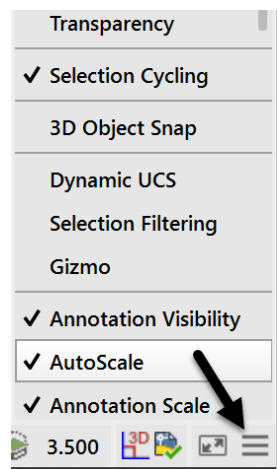 Transparency
✓ Selection Cycling
3D Object Snap
Dynamic UCS
Selection Filtering
Gizmo
✓ Annotation Visibility
✓ AutoScale
✓ Annotation Scale
3.500 3D